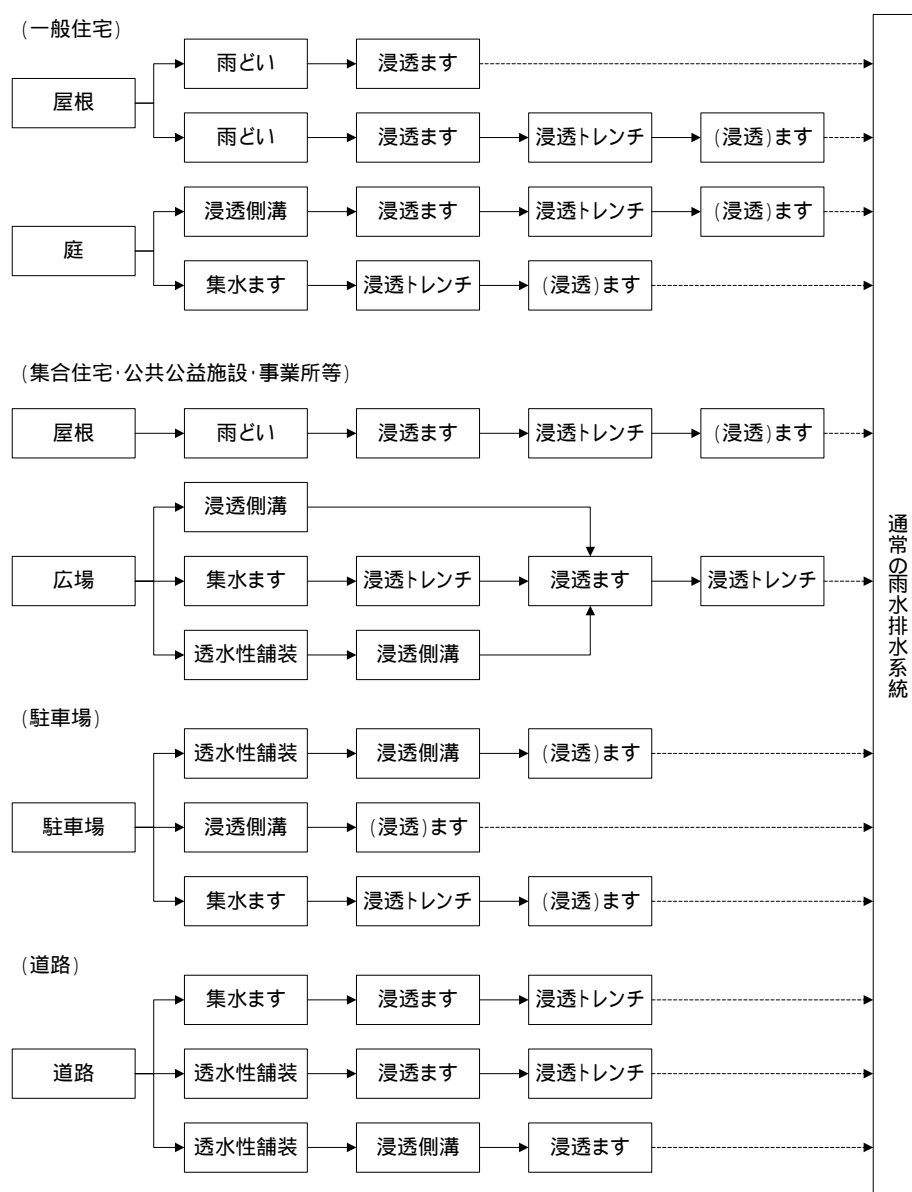 (一般住宅)
屋根
雨どい 浸透ます
雨どい 浸透ます 浸透トレンチ (浸透)ます
庭
浸透側溝 浸透ます 浸透トレンチ (浸透)ます
集水ます 浸透トレンチ (浸透)ます
(集合住宅・公共公益施設・事業所等)
屋根 雨どい 浸透ます 浸透トレンチ (浸透)ます
浸透側溝
広場 集水ます 浸透トレンチ 浸透ます 浸透トレンチ
透水性舗装 浸透側溝
(駐車場)
透水性舗装 浸透側溝 (浸透)ます
駐車場 浸透側溝 (浸透)ます
集水ます 浸透トレンチ (浸透)ます
(道路)
集水ます 浸透ます 浸透トレンチ
道路 透水性舗装 浸透ます 浸透トレンチ
透水性舗装 浸透側溝 浸透ます
通常の雨水排水系統